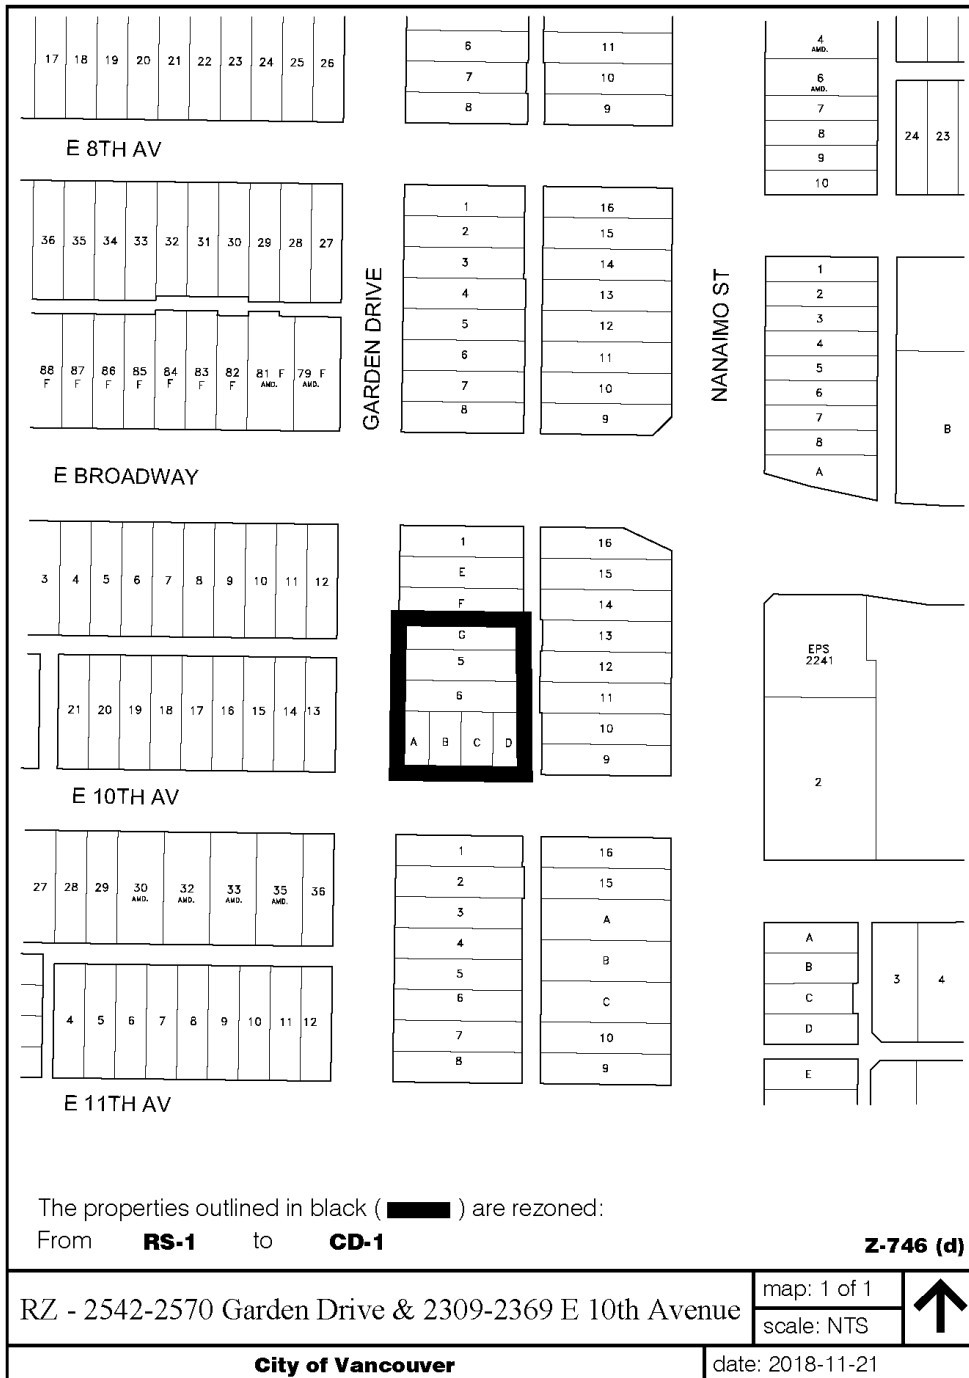 17 18 19 20 21 22 23 24 25 26
6
7
8
11
10
9
4
AMD.
6
AMD.
7
8
9
10
24 23
E 8TH AV
36 35 34 33 32 31 30 29 28 27
88 F 87 F 86 F 85 F 84 F 83 F 82 F 81 F AMD. 79 F AMD.
GARDEN DRIVE
1
2
3
4
5
6
7
8
16
15
14
13
12
11
10
9
NANAIMO ST
1
2
3
4
5
6
7
8
A
B
E BROADWAY
3 4 5 6 7 8 9 10 11 12
21 20 19 18 17 16 15 14 13
1
E
F
G
5
6
A B C D
16
15
14
13
12
11
10
9
EPS
2241
2
E 10TH AV
27 28 29 30 AMD. 32 AMD. 33 AMD. 35 AMD. 36
4 5 6 7 8 9 10 11 12
1
2
3
4
5
6
7
8
16
15
A
B
C
10
9
A
B
C
D
E
3 4
E 11TH AV
The properties outlined in black ( ) are rezoned:
From RS-1 to CD-1
Z-746 (d)
RZ - 2542-2570 Garden Drive & 2309-2369 E 10th Avenue
map: 1 of 1
scale: NTS
City of Vancouver
date: 2018-11-21